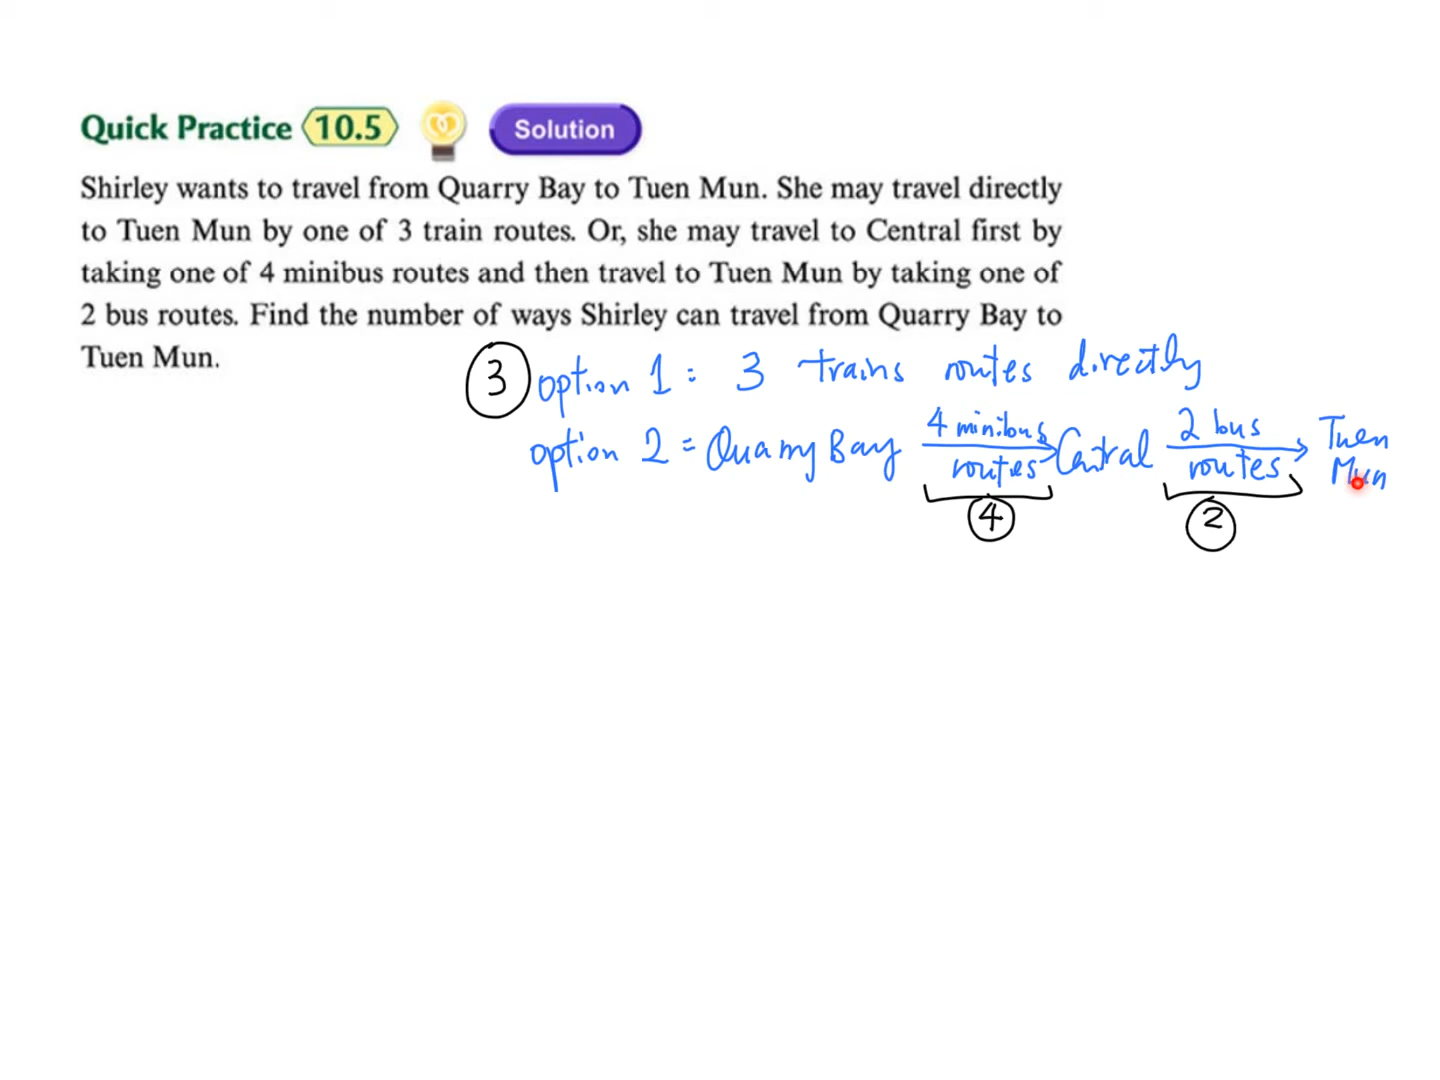 Quick Practice 10.5 Solution
Shirley wants to travel from Quarry Bay to Tuen Mun. She may travel directly
to Tuen Mun by one of 3 train routes. Or, she may travel to Central first by
taking one of 4 minibus routes and then travel to Tuen Mun by taking one of
2 bus routes. Find the number of ways Shirley can travel from Quarry Bay to
Tuen Mun.
③ option 1 = 3 trains routes directly
option 2 = Quarry Bay 4 minibus routes Central 2 bus routes Tuen Mun
④ ②